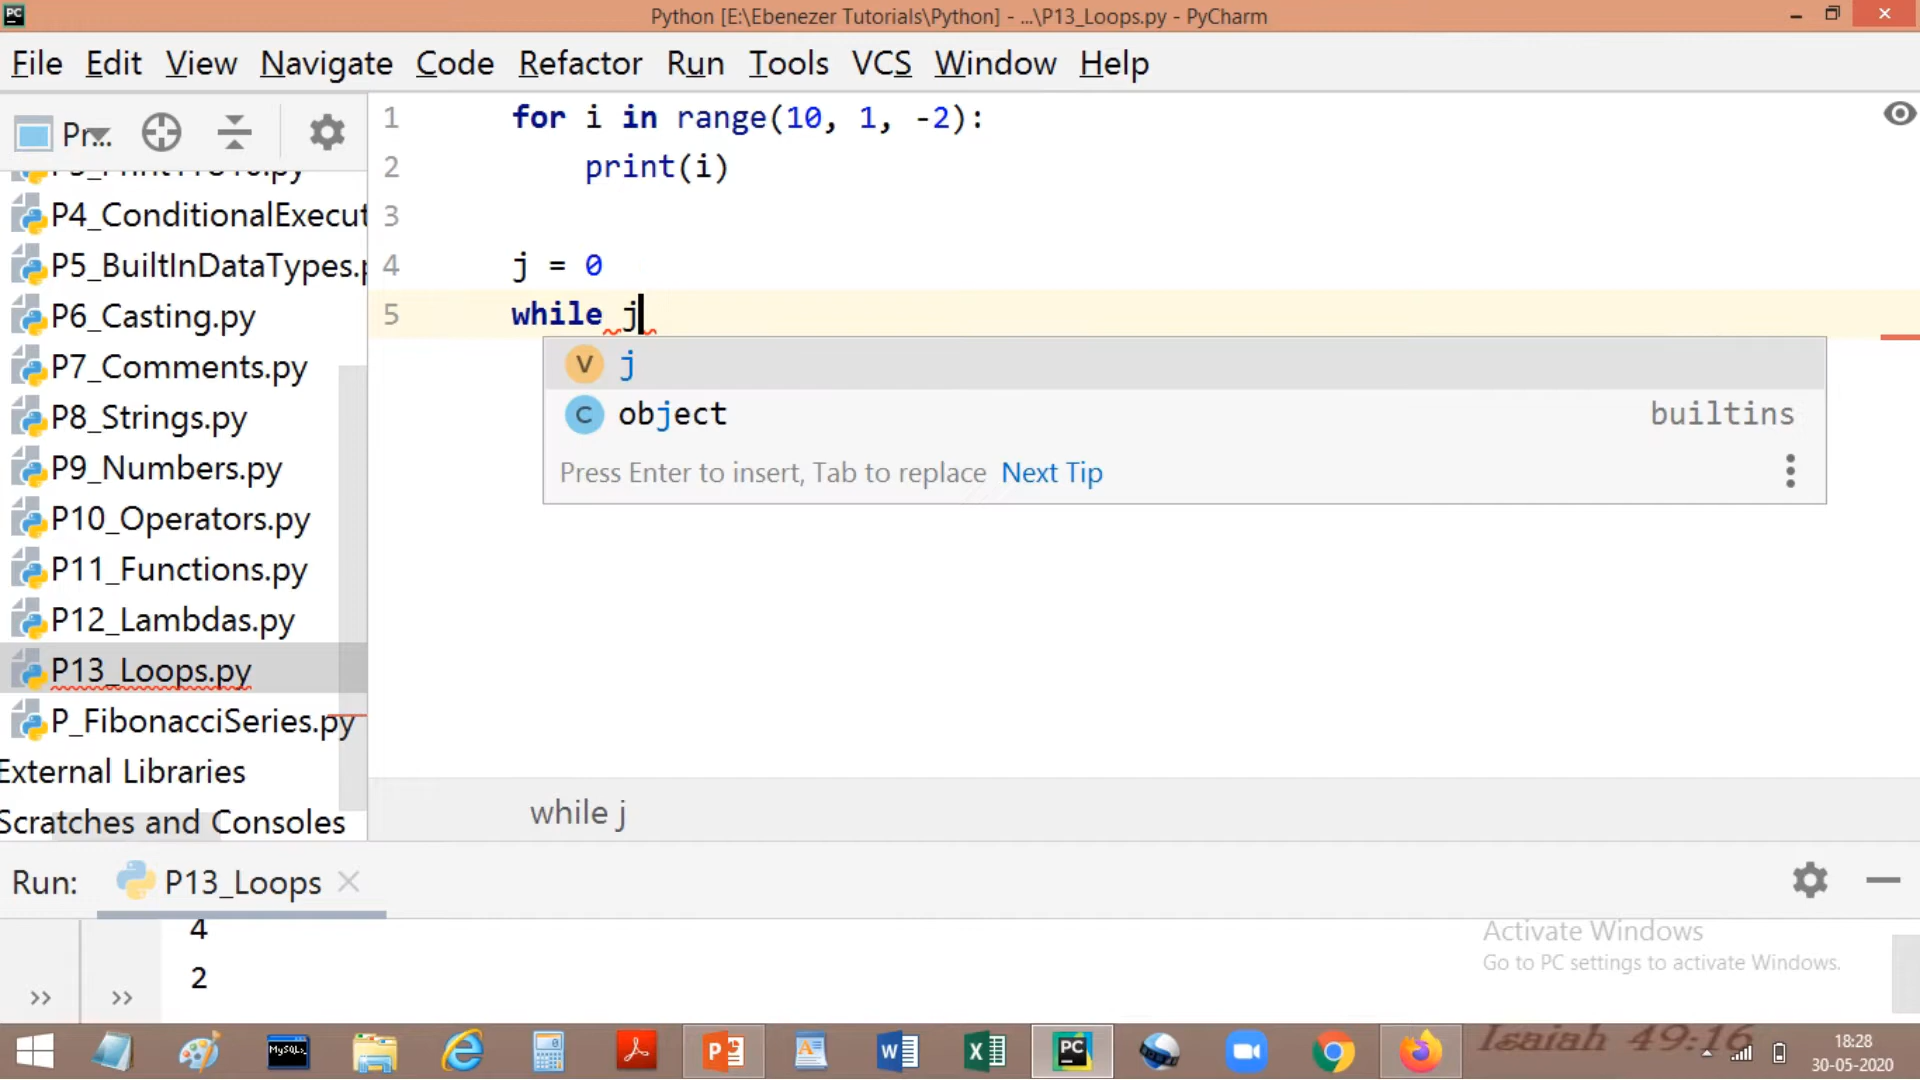 PC
Python [E:\Ebenezer Tutorials\Python] - ...\P13_Loops.py - PyCharm
File Edit View Navigate Code Refactor Run Tools VCS Window Help
Pr...
P4_ConditionalExecut
P5_BuiltInDataTypes.p
P6_Casting.py
P7_Comments.py
P8_Strings.py
P9_Numbers.py
P10_Operators.py
P11_Functions.py
P12_Lambdas.py
P13_Loops.py
P_FibonacciSeries.py
External Libraries
Scratches and Consoles
1 for i in range(10, 1, -2):
2 print(i)
3
4 j = 0
5 while j
V j
C object builtins
Press Enter to insert, Tab to replace Next Tip
while j
Run: P13_Loops
4
2
Activate Windows
Go to PC settings to activate Windows.
MySQL
Isaiah 49:16
18:28
30-05-2020